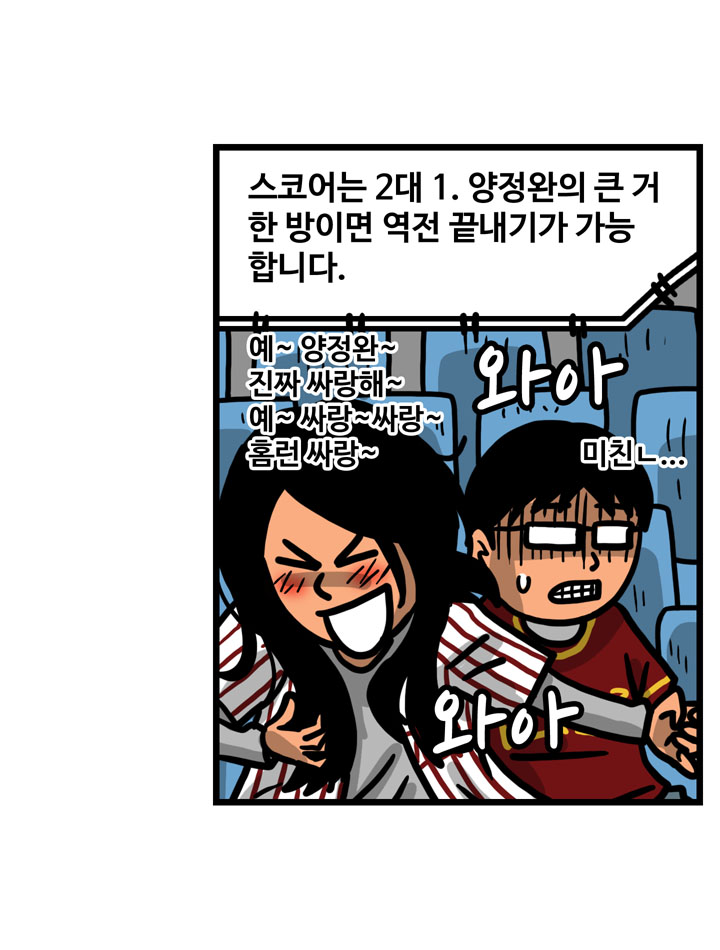 스코어는 2대 1. 양정완의 큰 거
한 방이면 역전 끝내기가 가능
합니다.
예~ 양정완~
진짜 싸랑해~
예~ 싸랑~싸랑~
홈런 싸랑~
와아
미친ㄴ...
와아